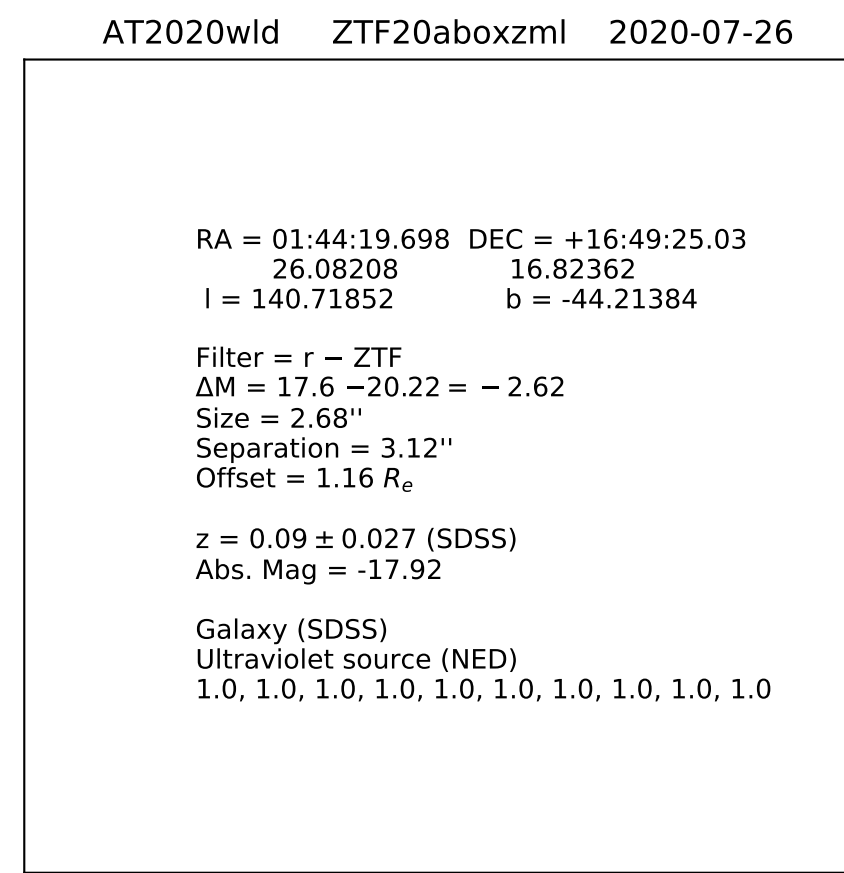 AT2020wld ZTF20aboxzml 2020-07-26
RA = 01:44:19.698 DEC = +16:49:25.03
26.08208 16.82362
l = 140.71852 b = -44.21384
Filter = r − ZTF
ΔM = 17.6 −20.22 = − 2.62
Size = 2.68''
Separation = 3.12''
Offset = 1.16 Re
z = 0.09 ± 0.027 (SDSS)
Abs. Mag = -17.92
Galaxy (SDSS)
Ultraviolet source (NED)
1.0, 1.0, 1.0, 1.0, 1.0, 1.0, 1.0, 1.0, 1.0, 1.0